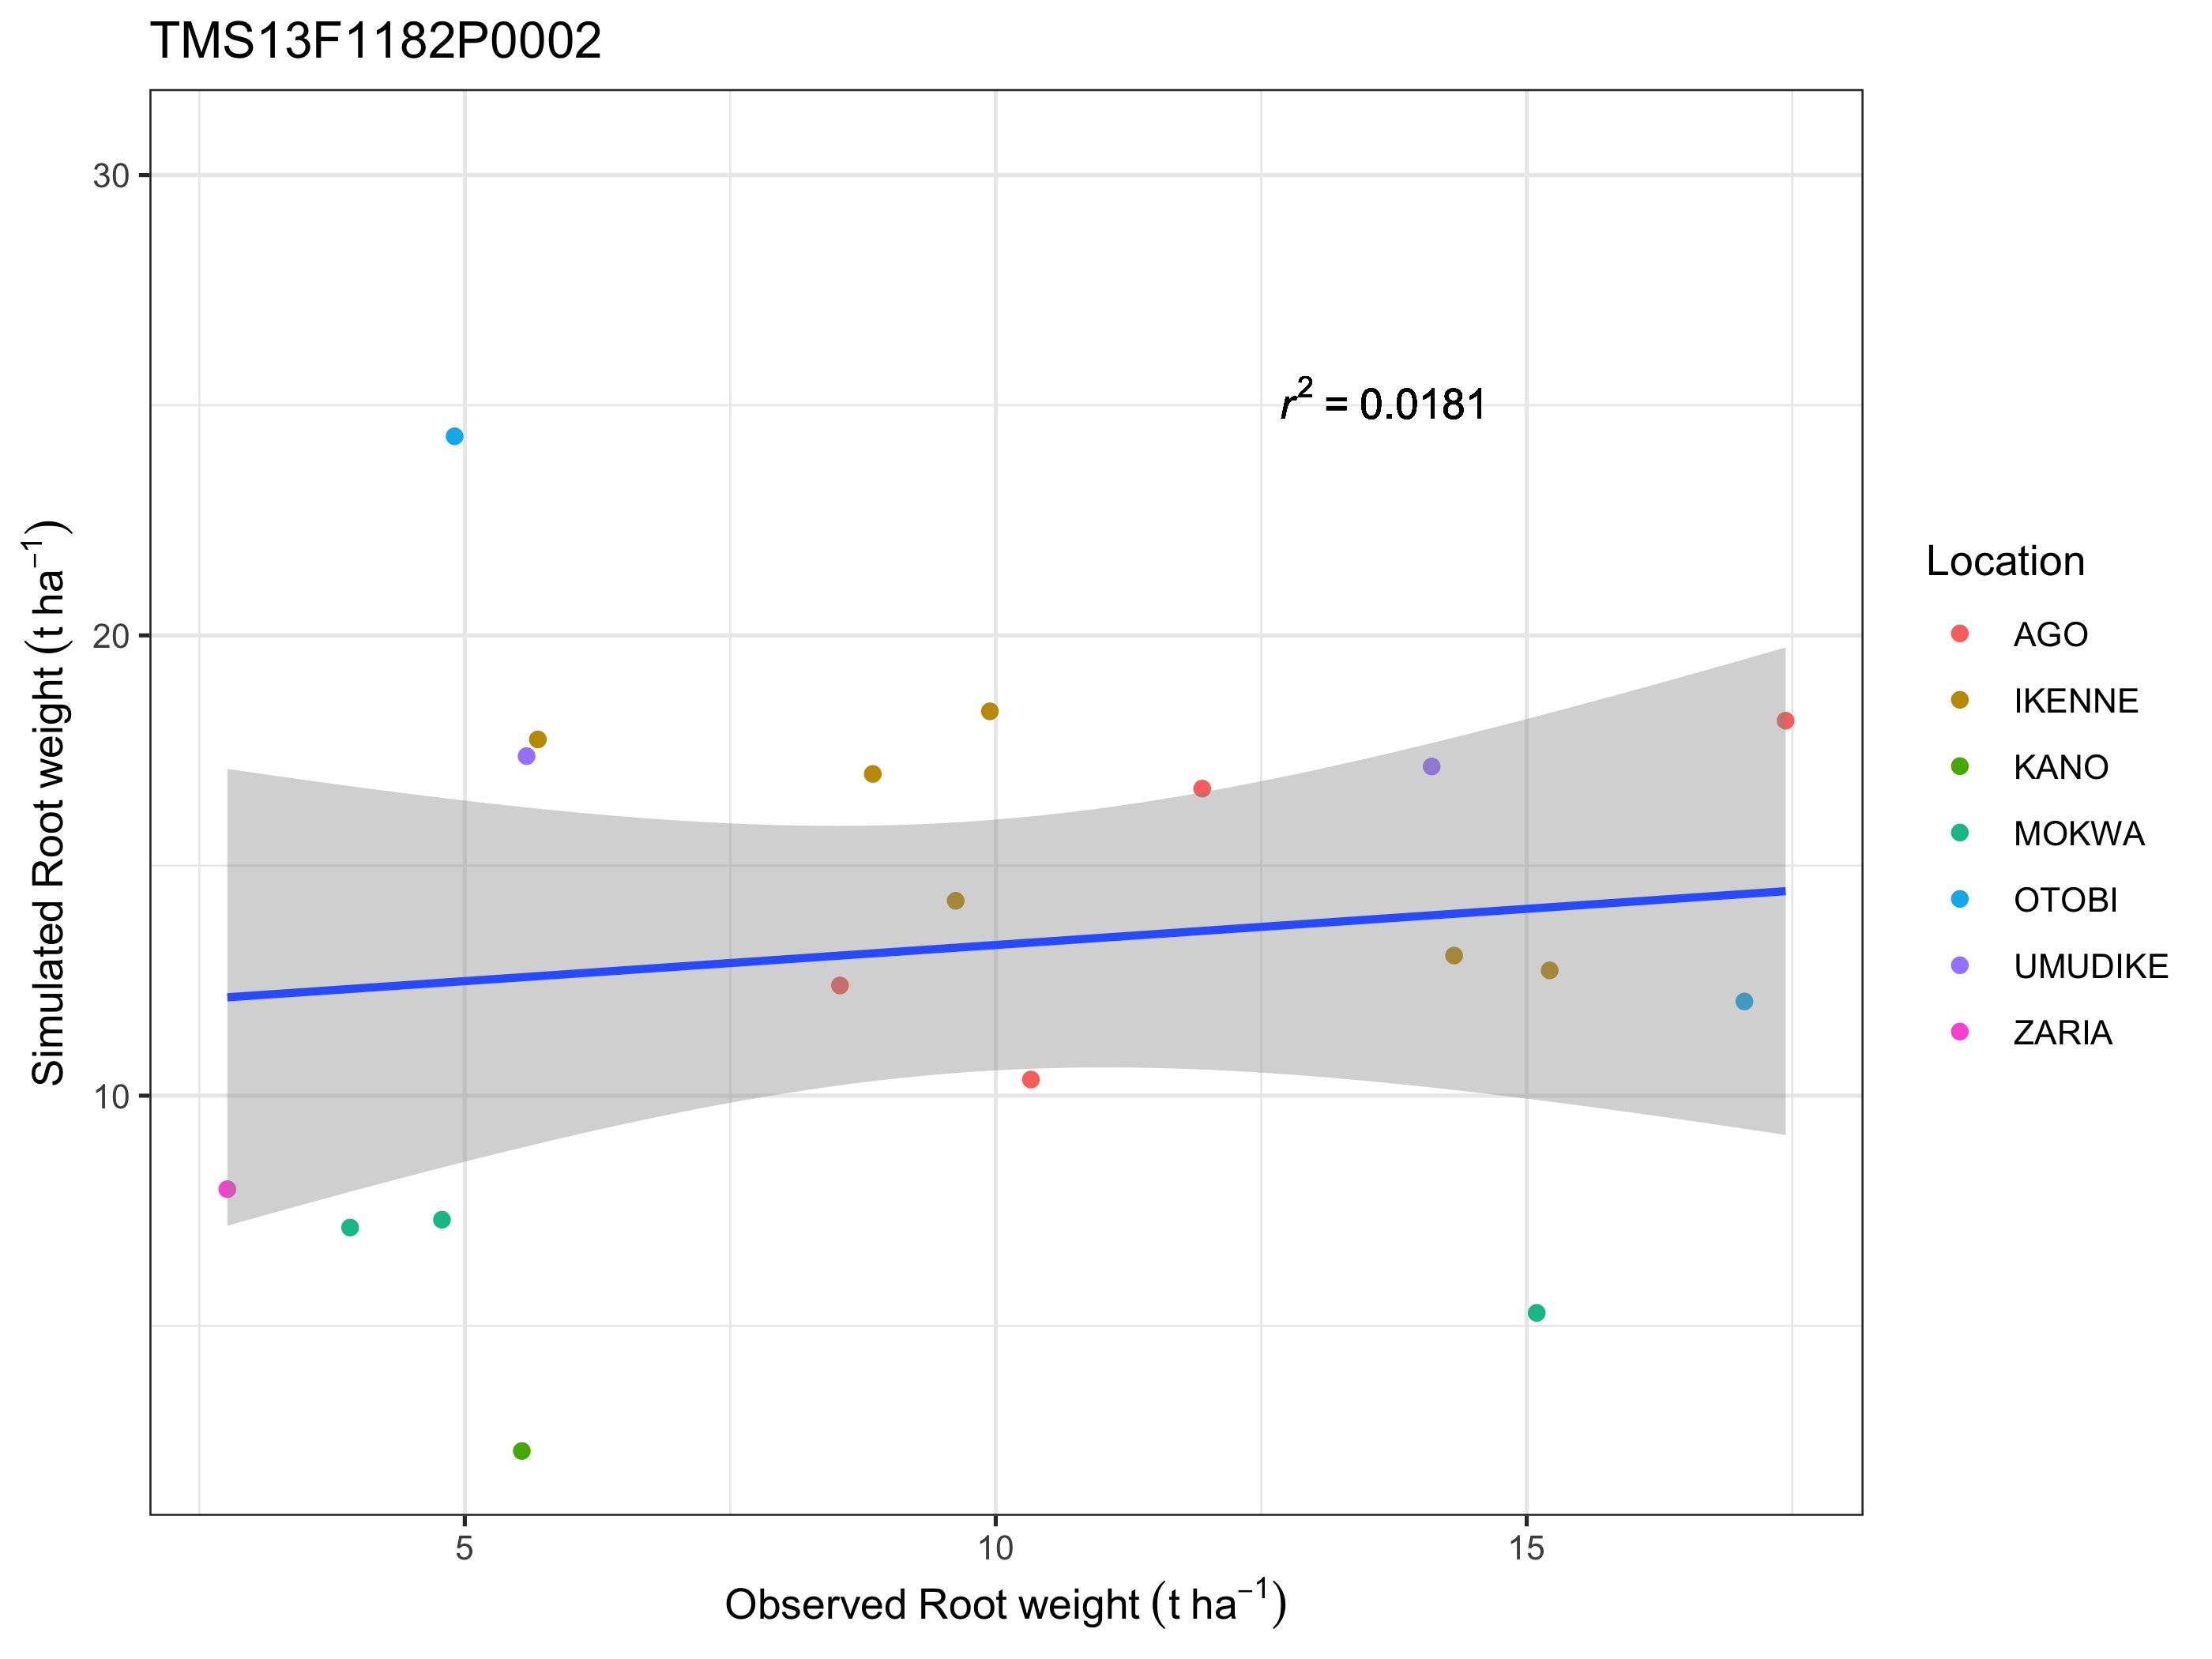 TMS13F1182P0002
30
20
10
Simulated Root weight (t ha⁻¹)
r² = 0.0181
5
10
15
Observed Root weight (t ha⁻¹)
Location
AGO
IKENNE
KANO
MOKWA
OTOBI
UMUDIKE
ZARIA